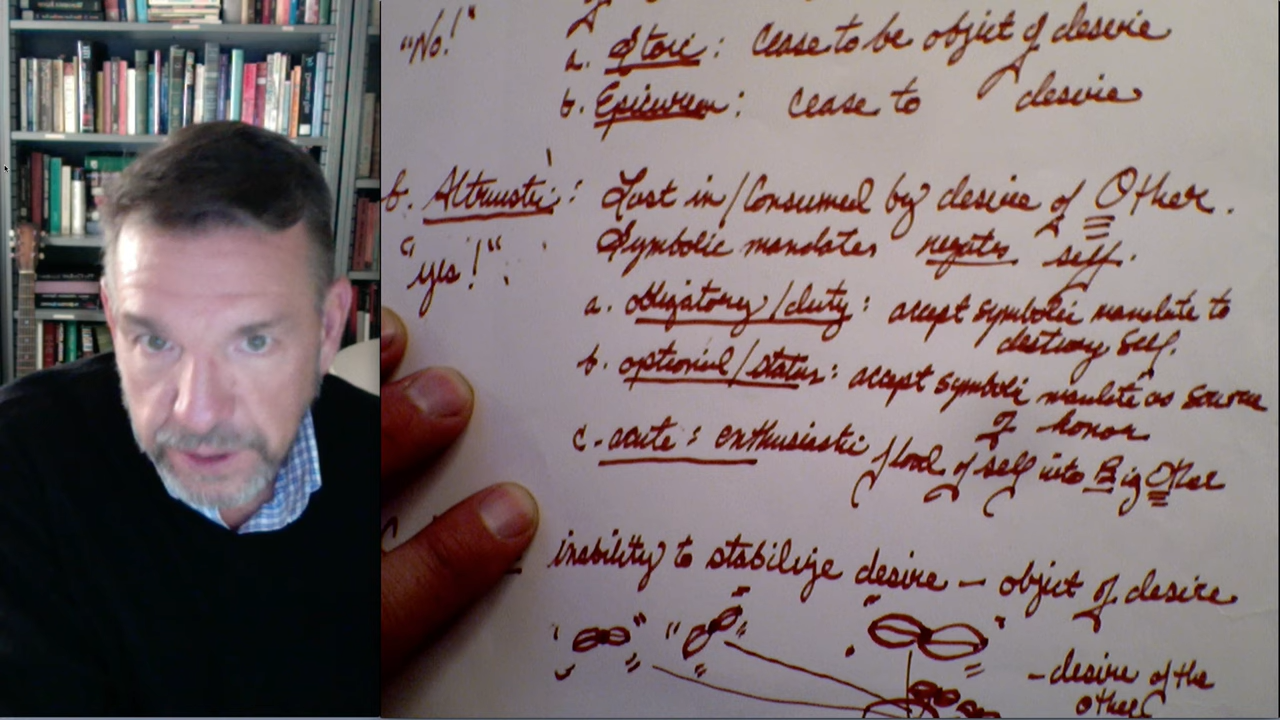 "No!"
a. Stoic : cease to be object of desire
b. Epicurean : cease to desire
b. Altruistic : Lost in/consumed by desire of Other.
"yes!" Symbolic mandates negates self.
a. obligatory/duty : accept symbolic mandate to
destroy self.
b. optional/status : accept symbolic mandate as source
of honor
c. acute : enthusiastic flood of self into Big Other
inability to stabilize desire — object of desire
- desire of the
other